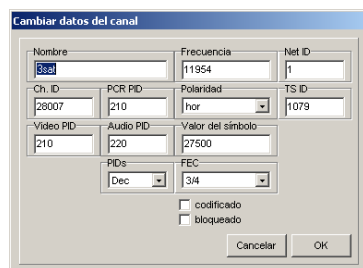 Cambiar datos del canal
Nombre Frecuencia Net ID
3sat 11954 1
Ch. ID PCR PID Polaridad TS ID
28007 210 hor 1079
Video PID Audio PID Valor del símbolo
210 220 27500
PIDs FEC
Dec 3/4
codificado
bloqueado
Cancelar OK